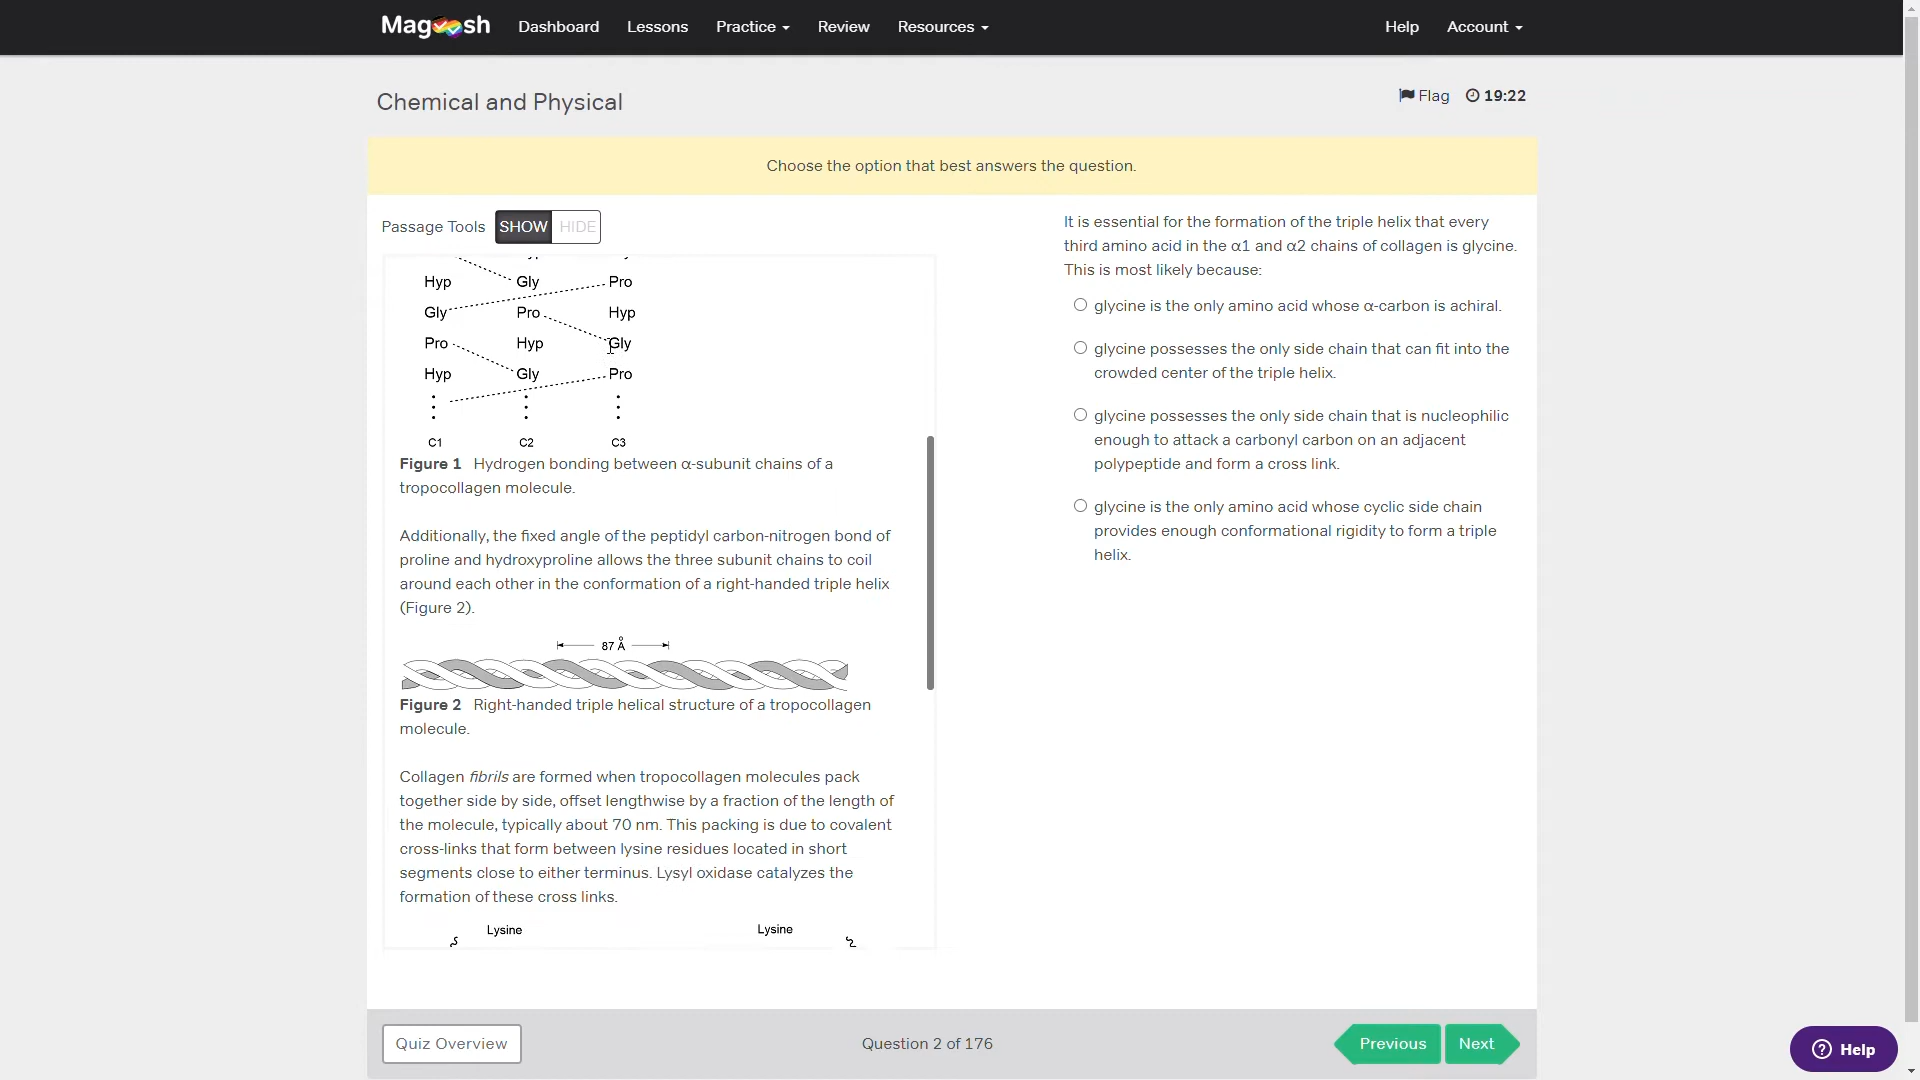 Magoosh Dashboard Lessons Practice Review Resources Help Account
Chemical and Physical
Flag 19:22
Choose the option that best answers the question.
Passage Tools SHOW HIDE
Hyp Gly Pro
Gly Pro Hyp
Pro Hyp Gly
Hyp Gly Pro
C1 C2 C3
Figure 1 Hydrogen bonding between α-subunit chains of a
tropocollagen molecule.
Additionally, the fixed angle of the peptidyl carbon-nitrogen bond of
proline and hydroxyproline allows the three subunit chains to coil
around each other in the conformation of a right-handed triple helix
(Figure 2).
87 Å
Figure 2 Right-handed triple helical structure of a tropocollagen
molecule.
Collagen fibrils are formed when tropocollagen molecules pack
together side by side, offset lengthwise by a fraction of the length of
the molecule, typically about 70 nm. This packing is due to covalent
cross-links that form between lysine residues located in short
segments close to either terminus. Lysyl oxidase catalyzes the
formation of these cross links.
Lysine Lysine
It is essential for the formation of the triple helix that every
third amino acid in the α1 and α2 chains of collagen is glycine.
This is most likely because:
glycine is the only amino acid whose α-carbon is achiral.
glycine possesses the only side chain that can fit into the
crowded center of the triple helix.
glycine possesses the only side chain that is nucleophilic
enough to attack a carbonyl carbon on an adjacent
polypeptide and form a cross link.
glycine is the only amino acid whose cyclic side chain
provides enough conformational rigidity to form a triple
helix.
Quiz Overview Question 2 of 176 Previous Next
Help